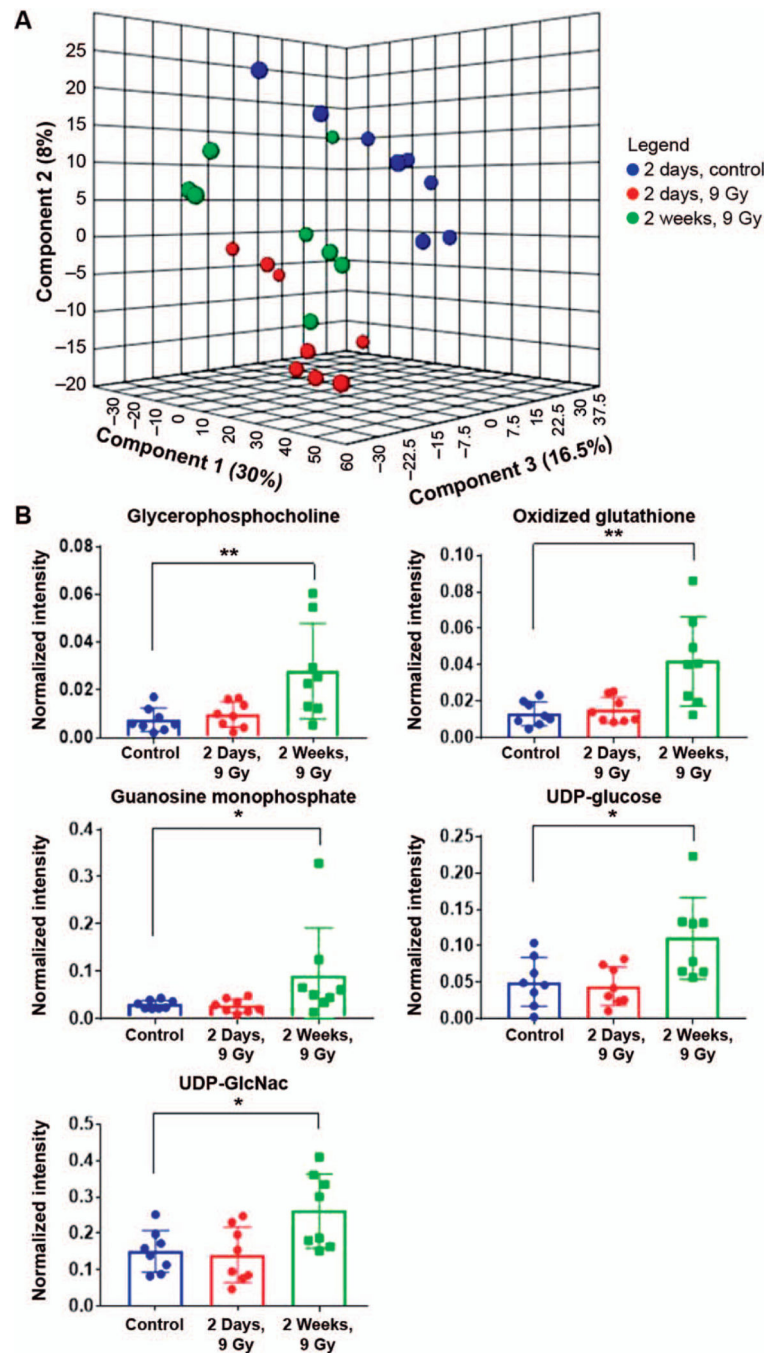 A
25
20
15
10
5
0
−5
−10
−15
−20
Component 2 (8%)
−30
−20
0
10
20
30
40
50
60
Component 1 (30%)
−30
−22.5
−15
−7.5
0
7.5
15
22.5
30
37.5
Component 3 (16.5%)
Legend
2 days, control
2 days, 9 Gy
2 weeks, 9 Gy
B
Glycerophosphocholine
**
0.08
0.06
0.04
0.02
0.00
Normalized intensity
Control
2 Days,
9 Gy
2 Weeks,
9 Gy
Oxidized glutathione
**
0.10
0.08
0.06
0.04
0.02
0.00
Normalized intensity
Control
2 Days,
9 Gy
2 Weeks,
9 Gy
Guanosine monophosphate
*
0.4
0.3
0.2
0.1
0.0
Normalized intensity
Control
2 Days,
9 Gy
2 Weeks,
9 Gy
UDP-glucose
*
0.25
0.20
0.15
0.10
0.05
0.00
Normalized intensity
Control
2 Days,
9 Gy
2 Weeks,
9 Gy
UDP-GlcNac
*
0.5
0.4
0.3
0.2
0.1
0.0
Normalized intensity
Control
2 Days,
9 Gy
2 Weeks,
9 Gy